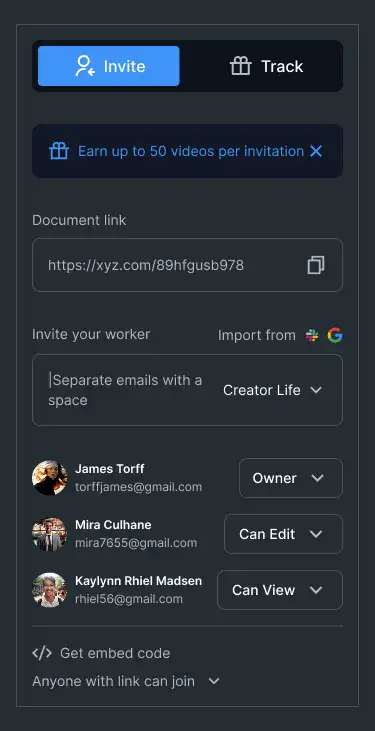 Invite
Track
Earn up to 50 videos per invitation
Document link
https://xyz.com/89hfgusb978
Invite your worker
Import from
Separate emails with a
space
Creator Life
James Torff
torffjames@gmail.com
Owner
Mira Culhane
mira7655@gmail.com
Can Edit
Kaylynn Rhiel Madsen
rhiel56@gmail.com
Can View
Get embed code
Anyone with link can join